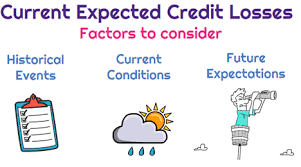 Current Expected Credit Losses
Factors to consider
Historical
Events
Current
Conditions
Future
Expectations